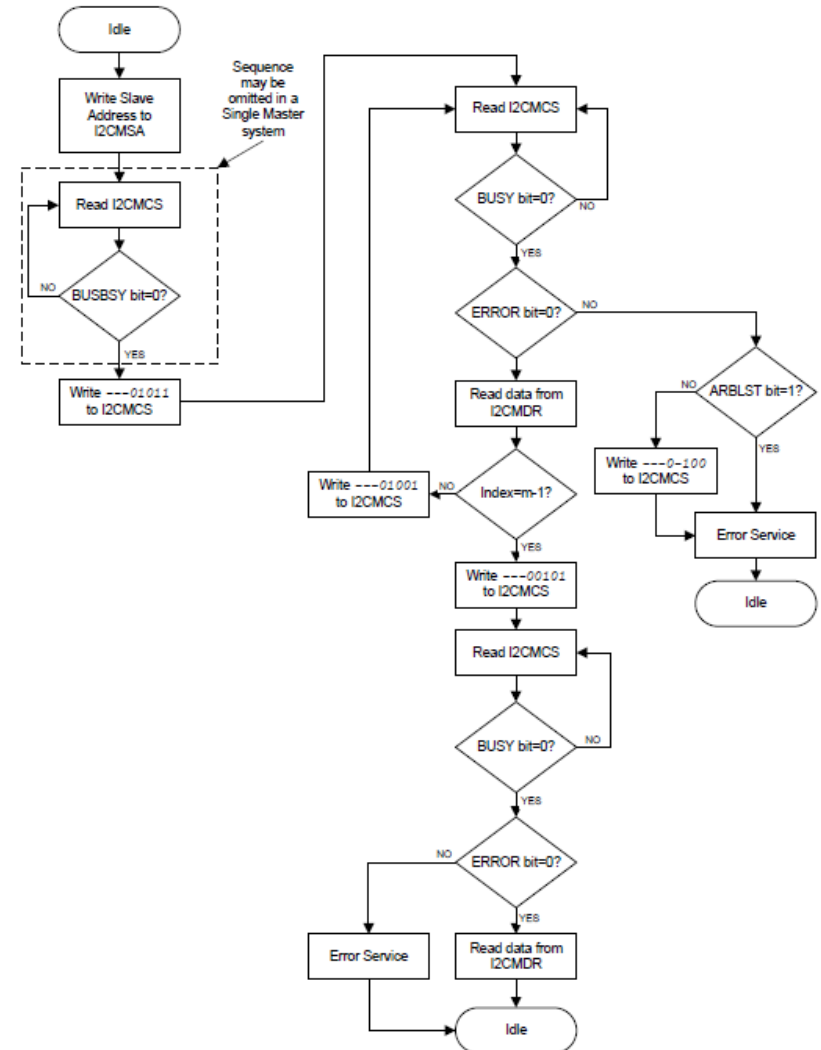 Idle
Write Slave
Address to
I2CMSA
Sequence
may be
omitted in a
Single Master
system
Read I2CMCS
NO
BUSBSY bit=0?
YES
Write ---01011
to I2CMCS
Read I2CMCS
BUSY bit=0?
NO
YES
ERROR bit=0?
NO
YES
Read data from
I2CMDR
ARBLST bit=1?
NO
YES
Write ---0-100
to I2CMCS
Error Service
Idle
Index=m-1?
NO
Write ---01001
to I2CMCS
YES
Write ---00101
to I2CMCS
Read I2CMCS
BUSY bit=0?
NO
YES
ERROR bit=0?
NO
YES
Error Service
Read data from
I2CMDR
Idle